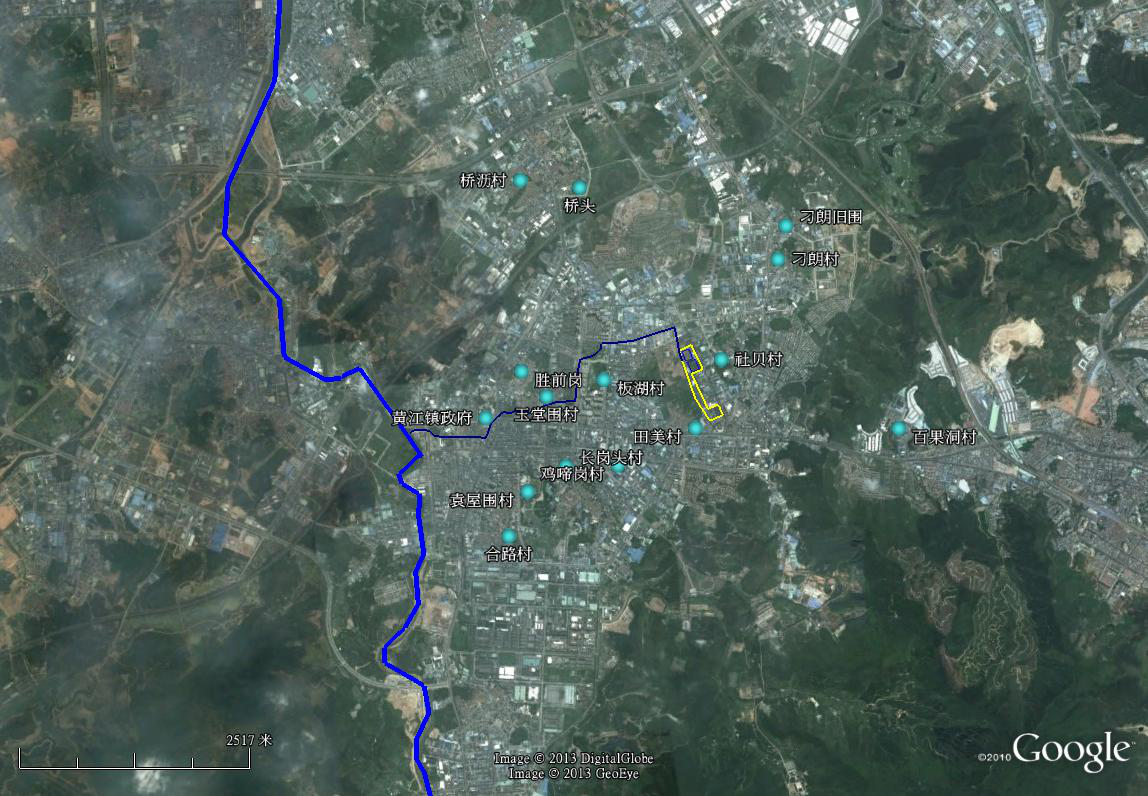 桥沥村
桥头
刁朗旧围
刁朗村
社贝村
胜前岗
板湖村
黄江镇政府
玉堂围村
田美村
百果洞村
长岗头村
鸡啼岗村
袁屋围村
合路村
2517 米
Image © 2013 DigitalGlobe
Image © 2013 GeoEye
©2010 Google